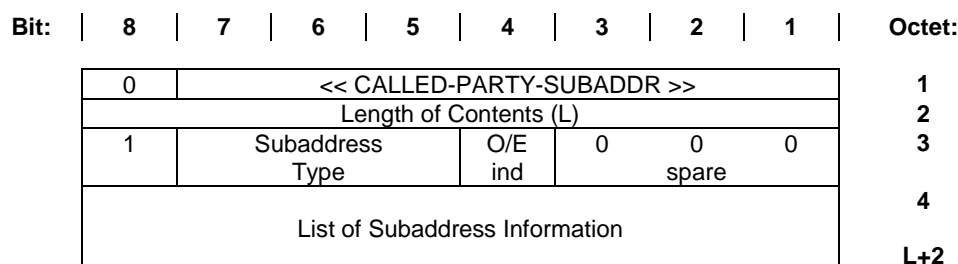 Bit: 8 7 6 5 4 3 2 1 Octet:
0 << CALLED-PARTY-SUBADDR >> 1
Length of Contents (L) 2
1 Subaddress O/E 0 0 0 3
Type ind spare
4
List of Subaddress Information
L+2